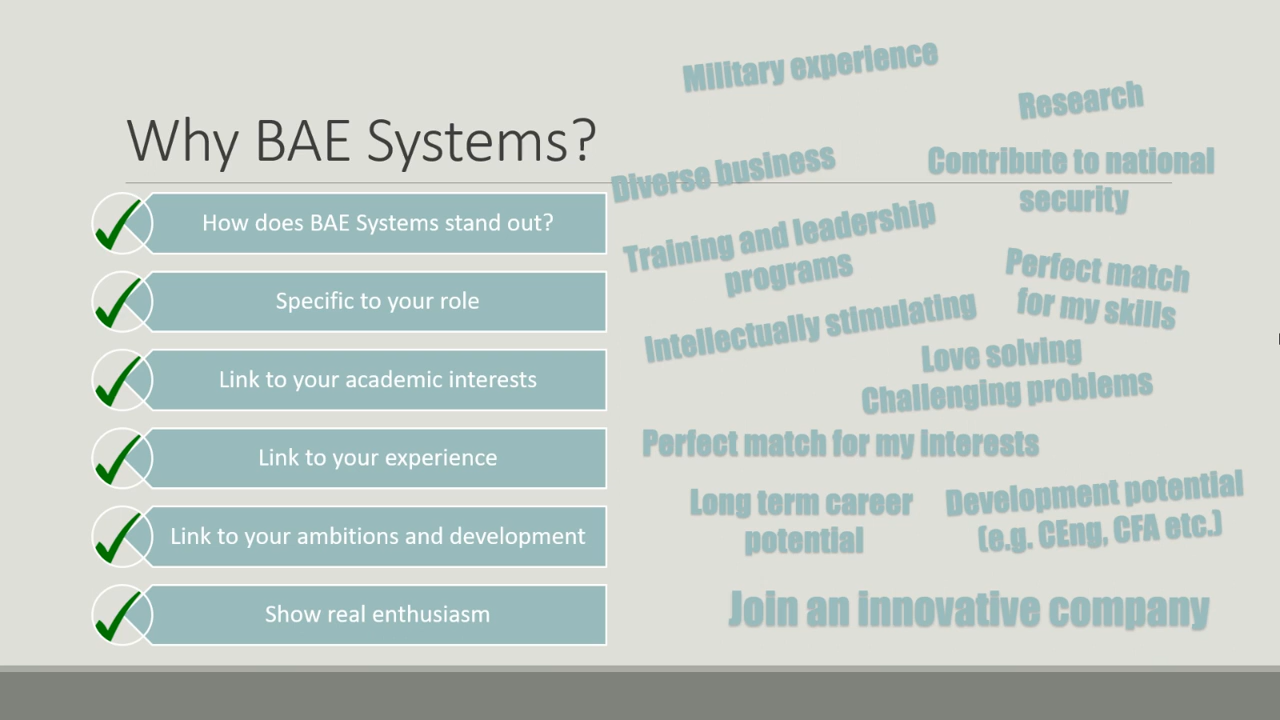 Why BAE Systems?
How does BAE Systems stand out?
Specific to your role
Link to your academic interests
Link to your experience
Link to your ambitions and development
Show real enthusiasm
Military experience
Research
Diverse business
Contribute to national
security
Training and leadership
programs
Perfect match
for my skills
Intellectually stimulating
Love solving
Challenging problems
Perfect match for my interests
Long term career
potential
Development potential
(e.g. CEng, CFA etc.)
Join an innovative company